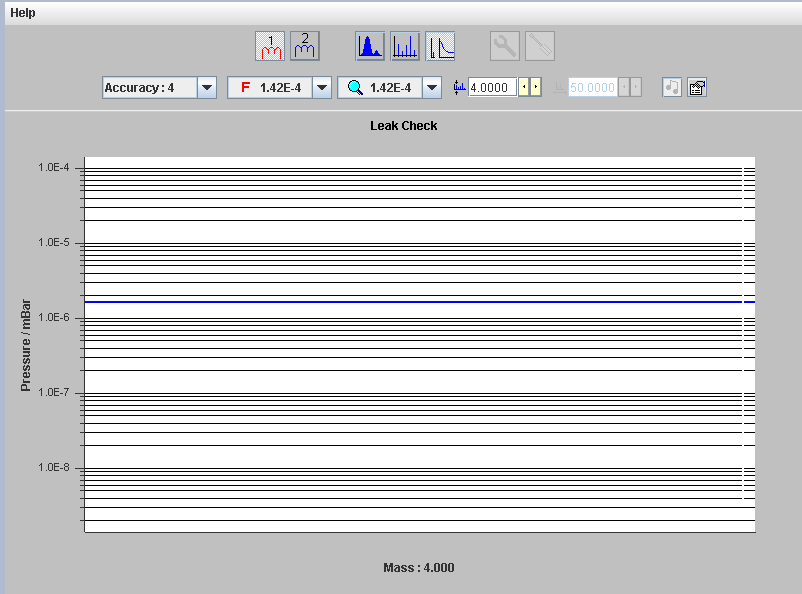 Help
1 2
Accuracy : 4 F 1.42E-4 1.42E-4 4.0000 50.0000
Leak Check
1.0E-4
1.0E-5
1.0E-6
1.0E-7
1.0E-8
Pressure / mBar
Mass : 4.000